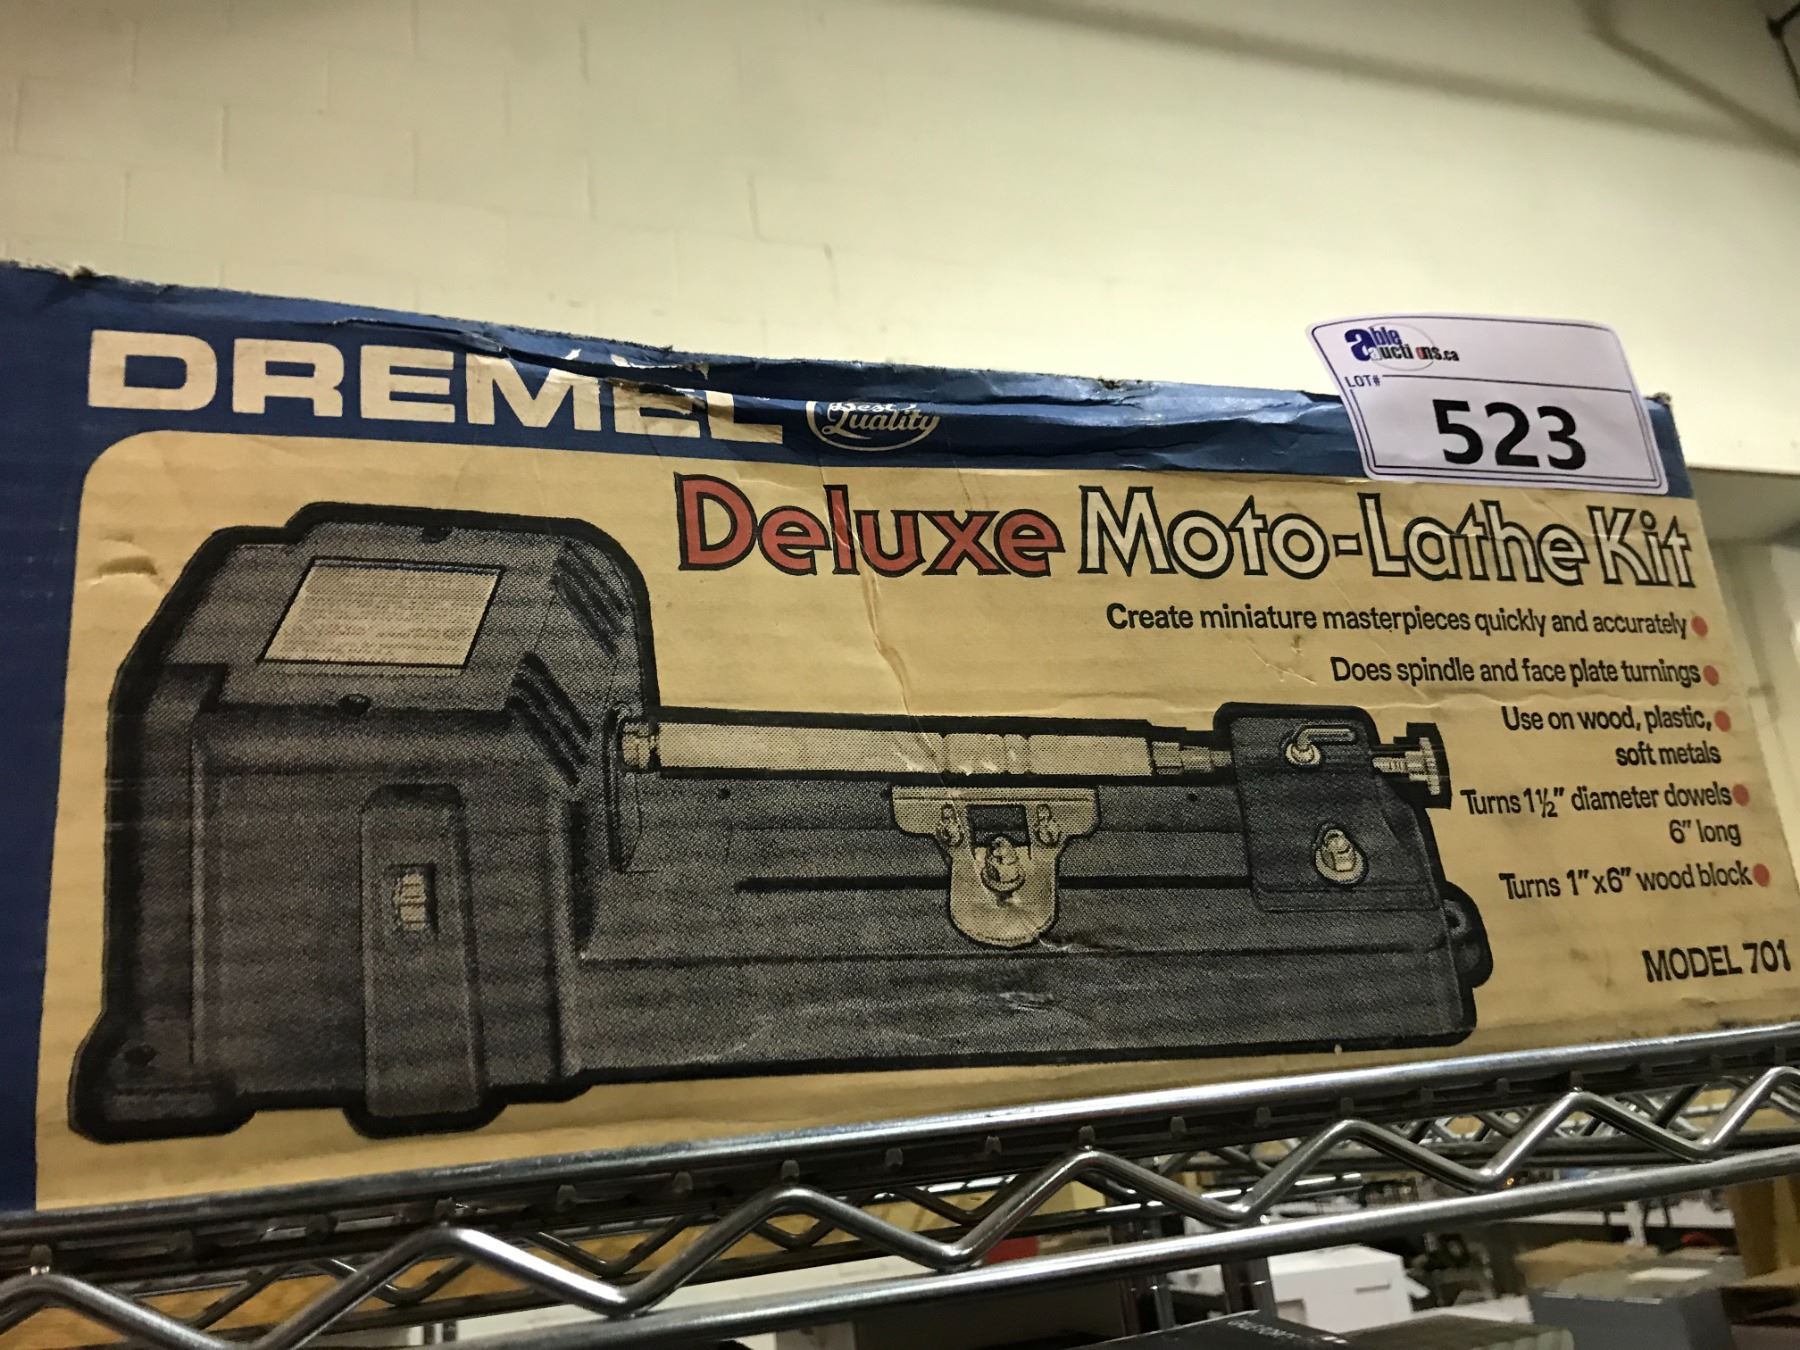 DREMEL
Best Quality
able auctions.ca
LOT#
523
Deluxe Moto-Lathe Kit
Create miniature masterpieces quickly and accurately
Does spindle and face plate turnings
Use on wood, plastic,
soft metals
Turns 1½" diameter dowels
6" long
Turns 1"x6" wood block
MODEL 701